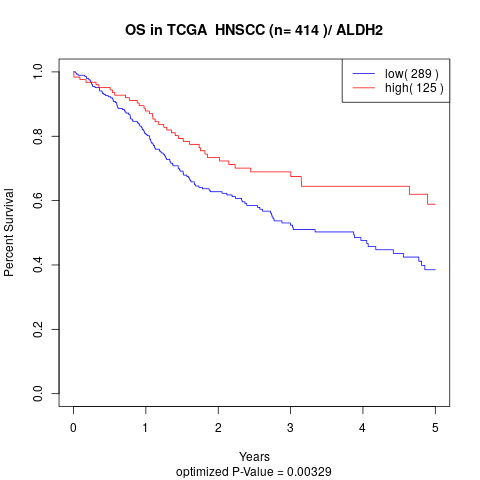 OS in TCGA  HNSCC (n= 414 )/ ALDH2
low( 289 )
high( 125 )
Percent Survival
1.0
0.8
0.6
0.4
0.2
0.0
0 1 2 3 4 5
Years
optimized P-Value = 0.00329